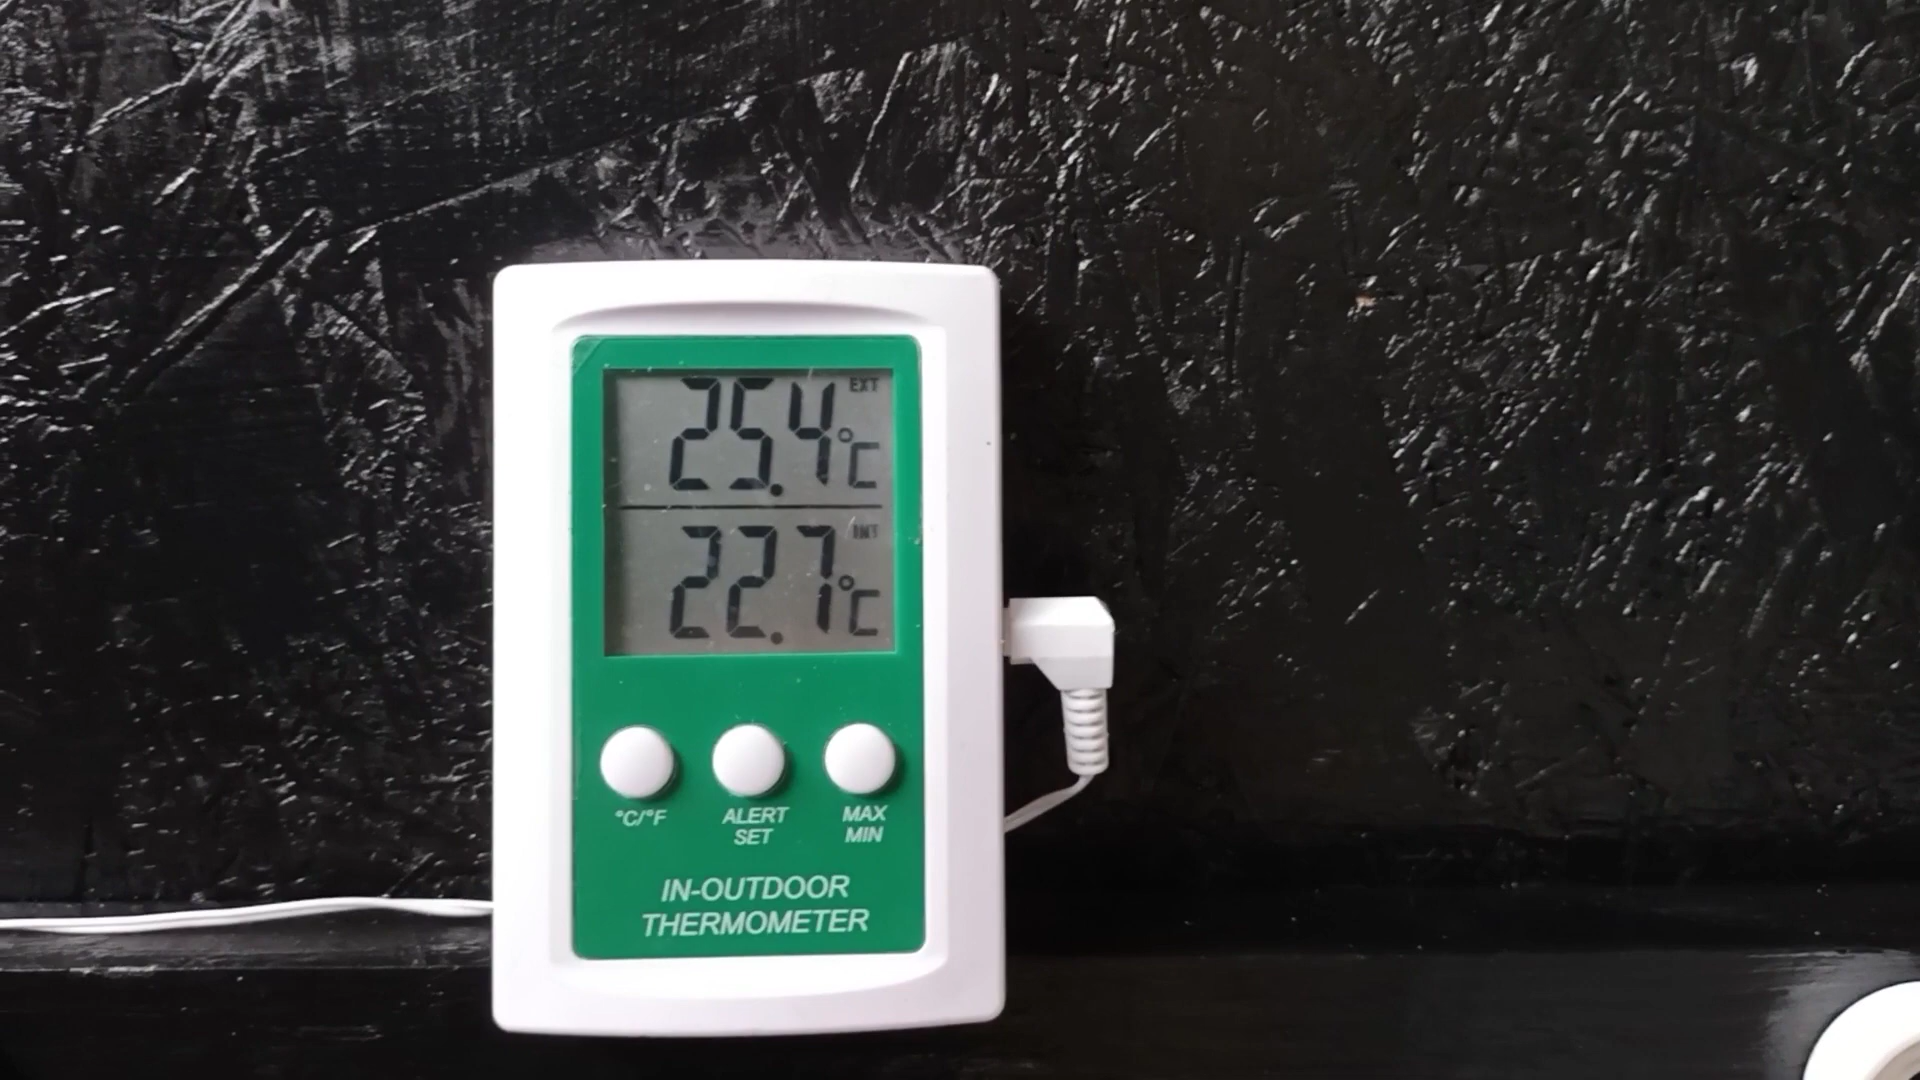 EXT
25.4°C
INT
22.7°C
°C/°F
ALERT
SET
MAX
MIN
IN-OUTDOOR
THERMOMETER